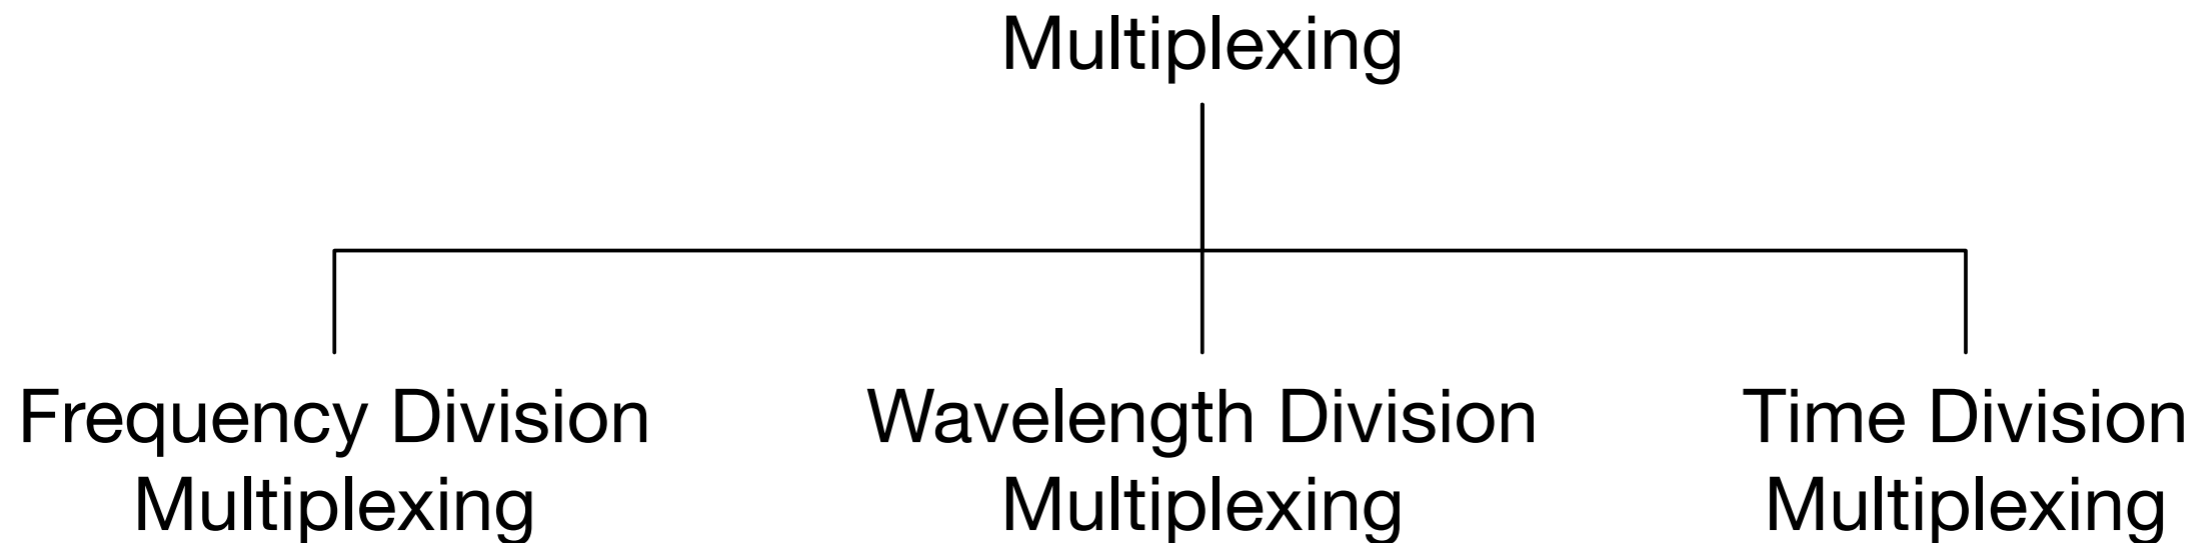 Multiplexing
Frequency Division
Multiplexing
Wavelength Division
Multiplexing
Time Division
Multiplexing